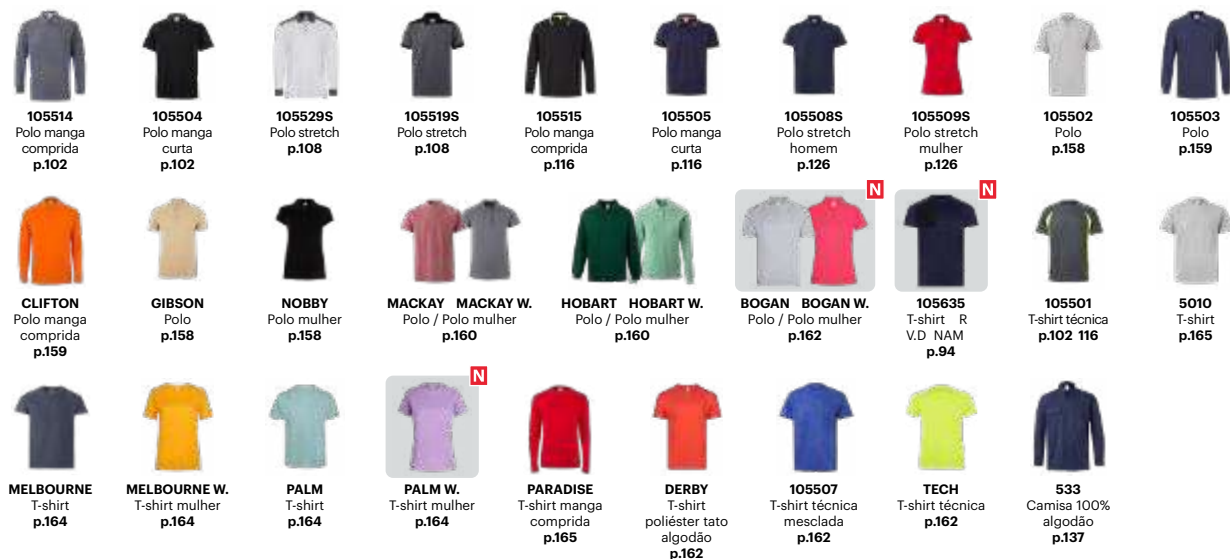 105514
Polo manga
comprida
p.102
105504
Polo manga
curta
p.102
105529S
Polo stretch
p.108
105519S
Polo stretch
p.108
105515
Polo manga
comprida
p.116
105505
Polo manga
curta
p.116
105508S
Polo stretch
homem
p.126
105509S
Polo stretch
mulher
p.126
105502
Polo
p.158
105503
Polo
p.159
CLIFTON
Polo manga
comprida
p.159
GIBSON
Polo
p.158
NOBBY
Polo mulher
p.158
MACKAY MACKAY W.
Polo / Polo mulher
p.160
HOBART HOBART W.
Polo / Polo mulher
p.160
N
BOGAN BOGAN W.
Polo / Polo mulher
p.162
N
105635
T-shirt R
V.D NAM
p.94
105501
T-shirt técnica
p.102 116
5010
T-shirt
p.165
MELBOURNE
T-shirt
p.164
MELBOURNE W.
T-shirt mulher
p.164
PALM
T-shirt
p.164
N
PALM W.
T-shirt mulher
p.164
PARADISE
T-shirt manga
comprida
p.165
DERBY
T-shirt
poliéster tato
algodão
p.162
105507
T-shirt técnica
mesclada
p.162
TECH
T-shirt técnica
p.162
533
Camisa 100%
algodão
p.137